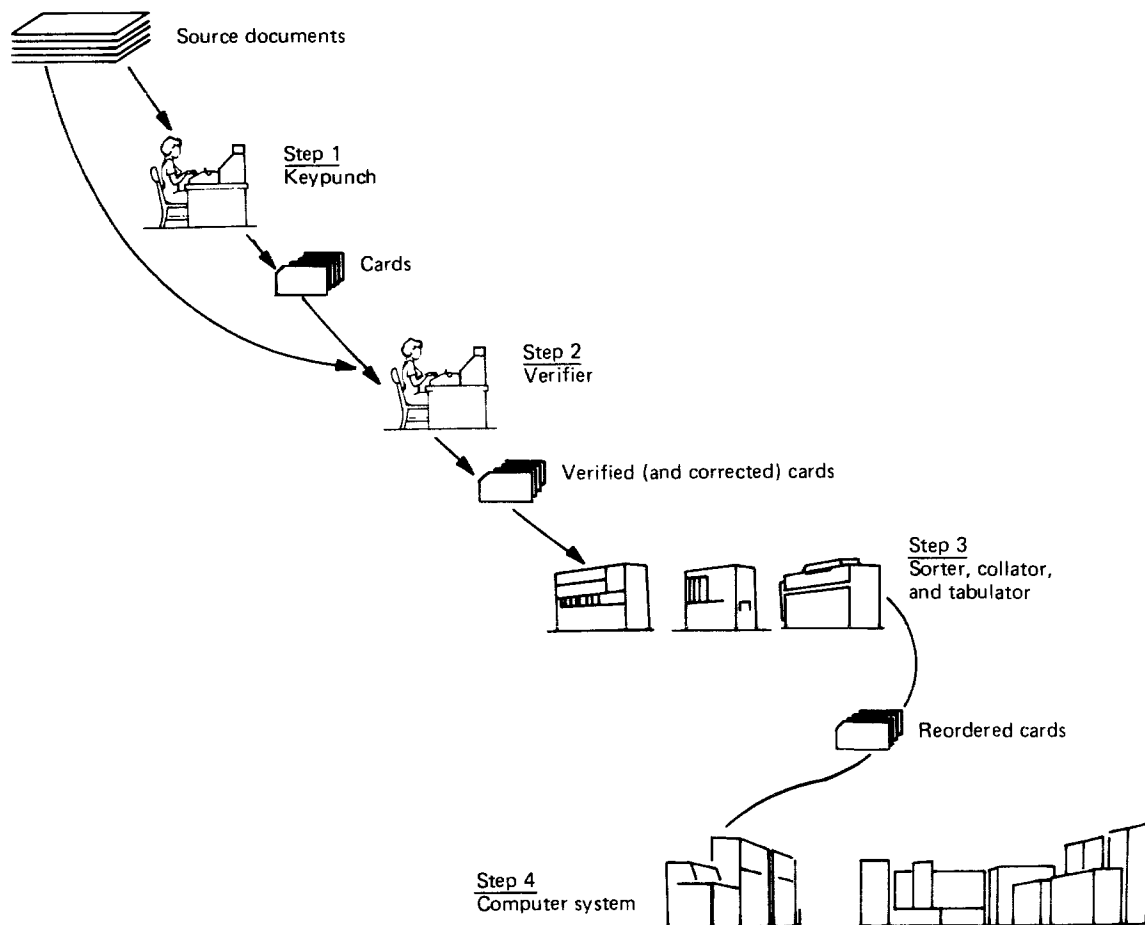 Source documents
Step 1
Keypunch
Cards
Step 2
Verifier
Verified (and corrected) cards
Step 3
Sorter, collator,
and tabulator
Reordered cards
Step 4
Computer system